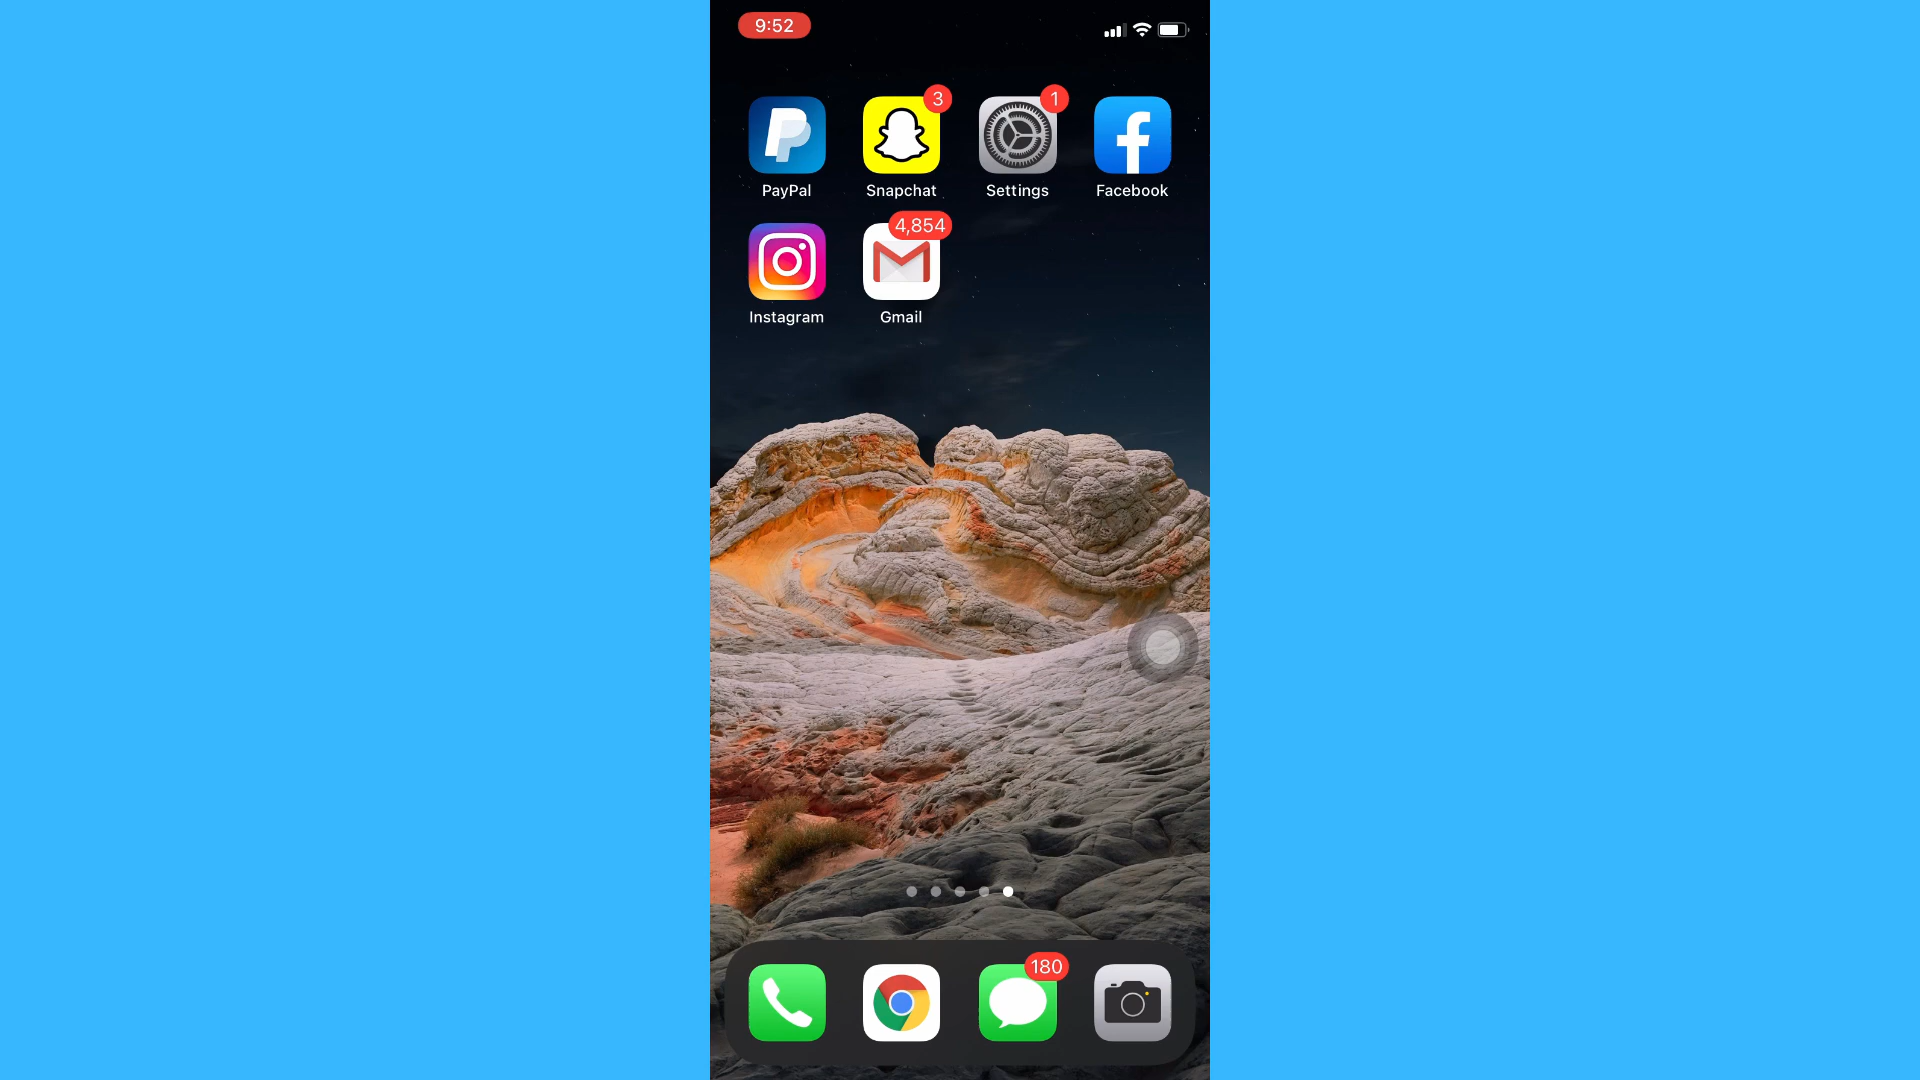 9:52
3
1
PayPal
Snapchat
Settings
Facebook
4,854
Instagram
Gmail
180